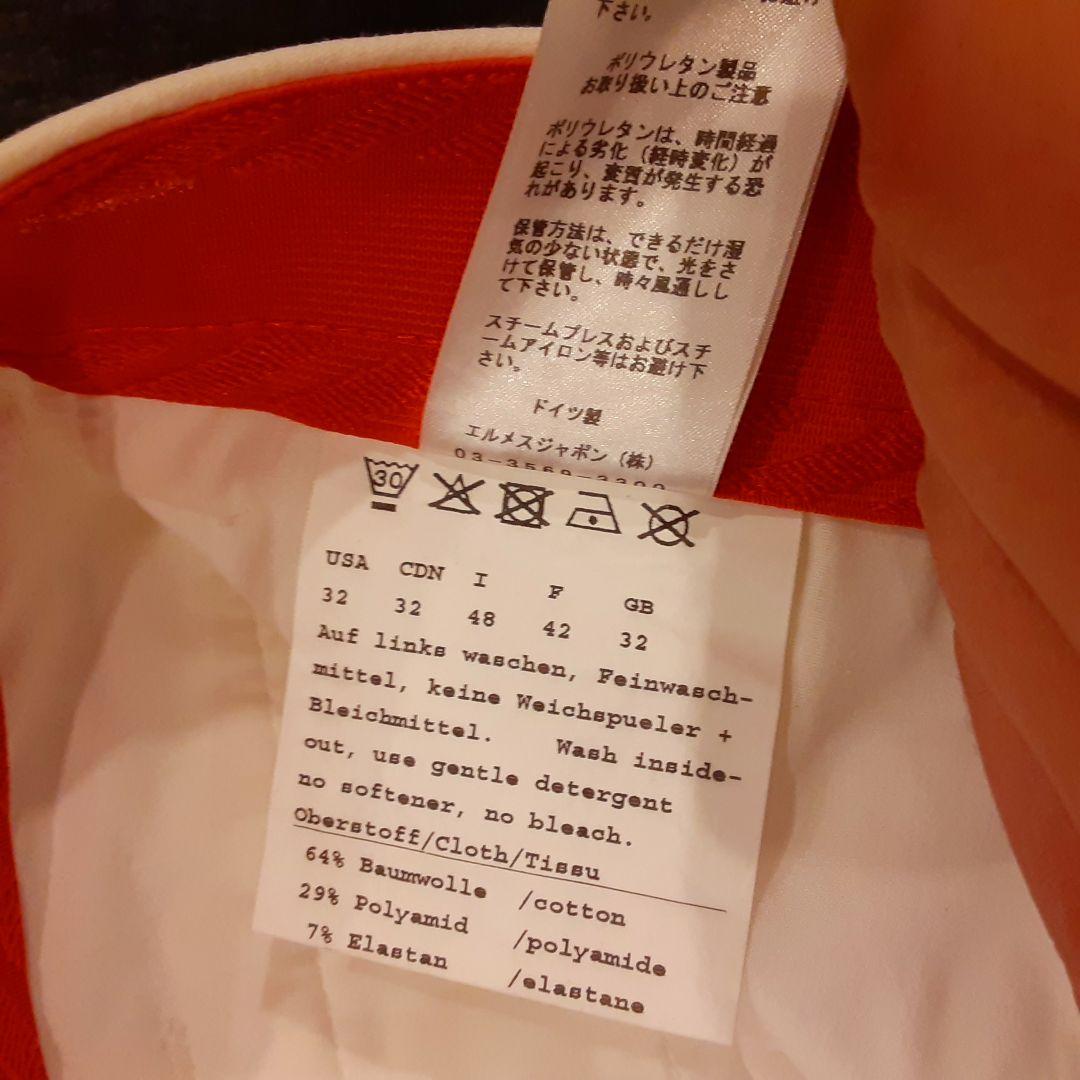 下さい。
ポリウレタン製品
お取り扱い上のご注意
ポリウレタンは、時間経過
による劣化（経時変化）が
起こり、変質が発生する恐
れがあります。
保管方法は、できるだけ湿
気の少ない状態で、光をさ
けて保管し、時々風通しし
て下さい。
スチームプレスおよびスチ
ームアイロン等はお避け下
さい。
ドイツ製
エルメスジャポン（株）
03-3569-3300
30
USA CDN I F GB
32 32 48 42 32
Auf links waschen, Feinwasch-
mittel, keine Weichspueler +
Bleichmittel. Wash inside-
out, use gentle detergent
no softener, no bleach.
Oberstoff/Cloth/Tissu
64% Baumwolle /cotton
29% Polyamid /polyamide
7% Elastan /elastane